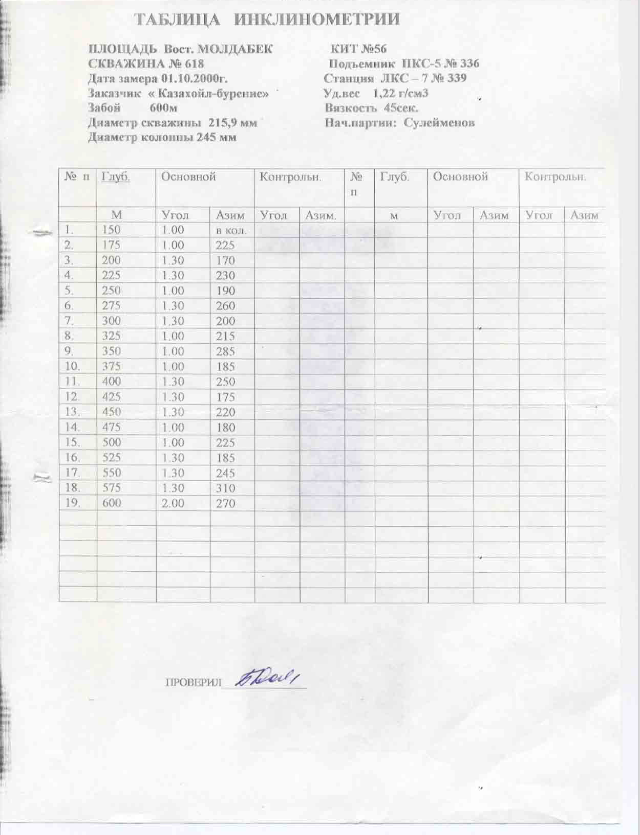 ТАБЛИЦА ИНКЛИНОМЕТРИИ
ПЛОЩАДЬ Вост. МОЛДАБЕК КИТ №56
СКВАЖИНА № 618 Подъемник ПКС-5 № 336
Дата замера 01.10.2000г. Станция ЛКС – 7 № 339
Заказчик « Казахойл-бурение» Уд.вес 1,22 г/см3
Забой 600м Вязкость 45сек.
Диаметр скважины 215,9 мм Нач.партии: Сулейменов
Диаметр колонны 245 мм
№ п Глуб. Основной Контрольн. № п Глуб. Основной Контрольн.
М Угол Азим Угол Азим. м Угол Азим Угол Азим
1. 150 1.00 в кол.
2. 175 1.00 225
3. 200 1.30 170
4. 225 1.30 230
5. 250 1.00 190
6. 275 1.30 260
7. 300 1.30 200
8. 325 1.00 215
9. 350 1.00 285
10. 375 1.00 185
11. 400 1.30 250
12. 425 1.30 175
13. 450 1.30 220
14. 475 1.00 180
15. 500 1.00 225
16. 525 1.30 185
17. 550 1.30 245
18. 575 1.30 310
19. 600 2.00 270
ПРОВЕРИЛ